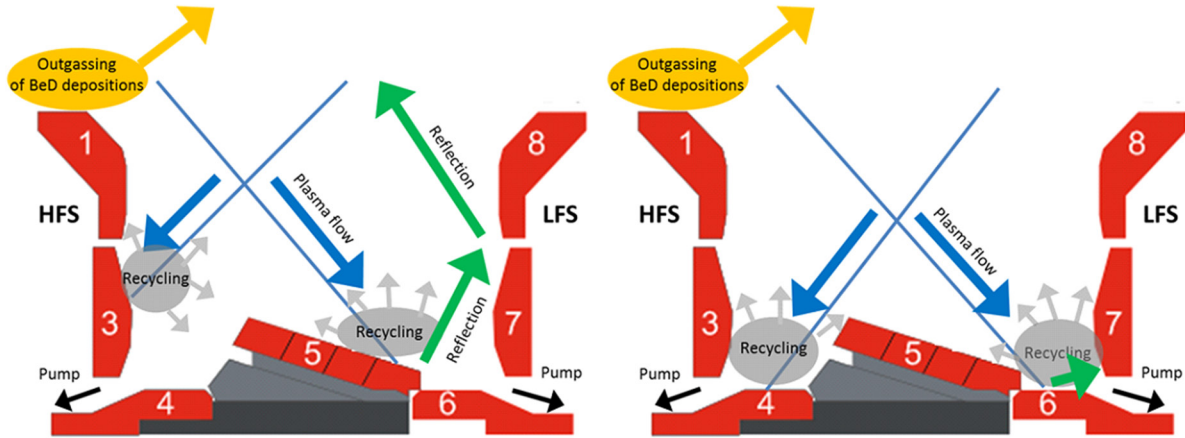 Outgassing
of BeD depositions
1
8
Reflection
Plasma flow
HFS
LFS
Recycling
3
Recycling
Reflection
7
5
Pump
Pump
4
6
Outgassing
of BeD depositions
1
8
Plasma flow
HFS
LFS
3
7
Recycling
5
Recycling
Pump
Pump
4
6